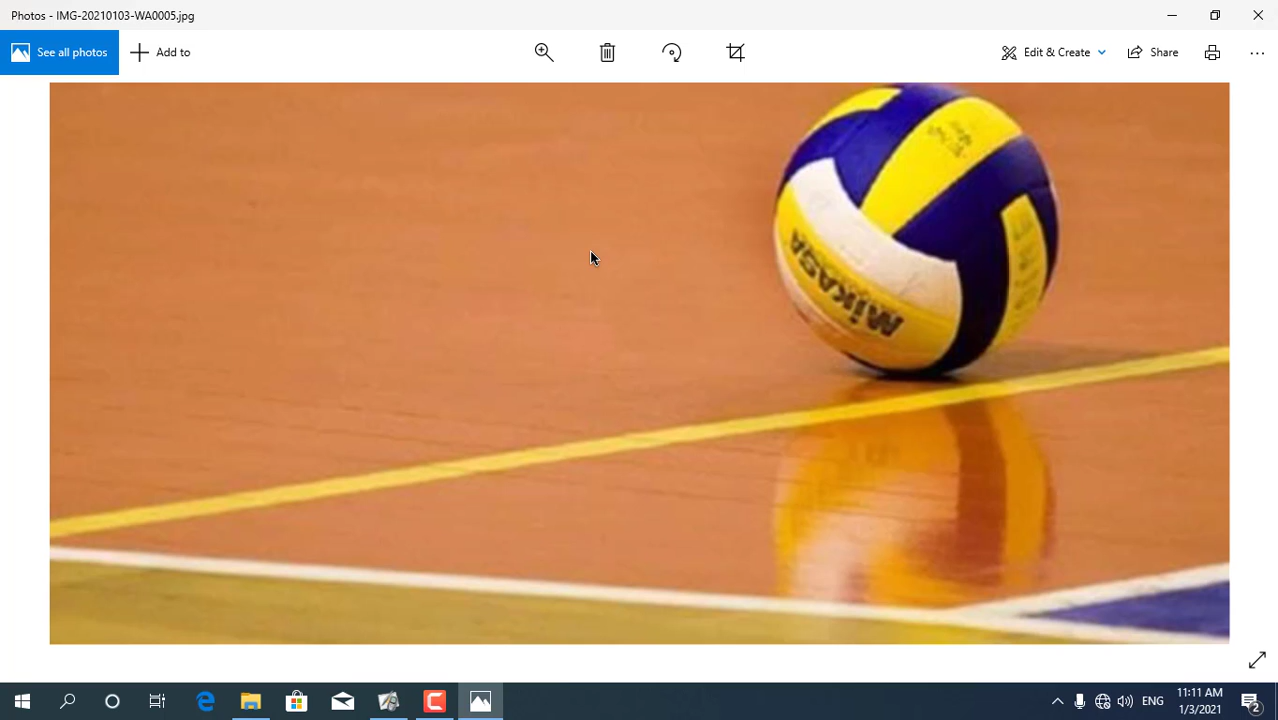 Photos - IMG-20210103-WA0005.jpg
See all photos
Add to
Edit & Create
Share
MIKASA
ENG
11:11 AM
1/3/2021
2